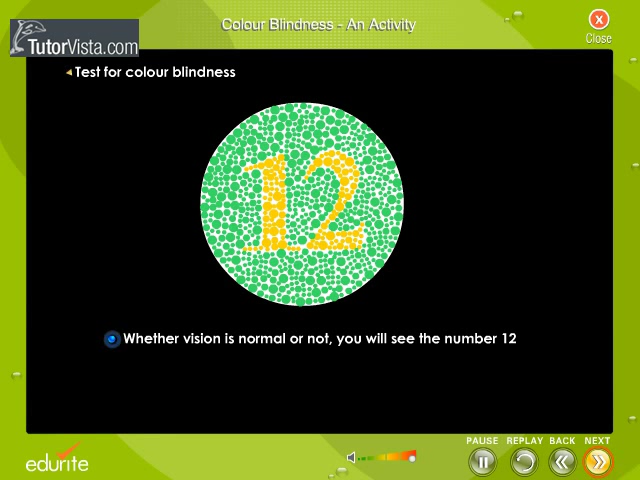 Colour Blindness - An Activity
Close
TutorVista.com
Test for colour blindness
12
Whether vision is normal or not, you will see the number 12
PAUSE REPLAY BACK NEXT
edurite